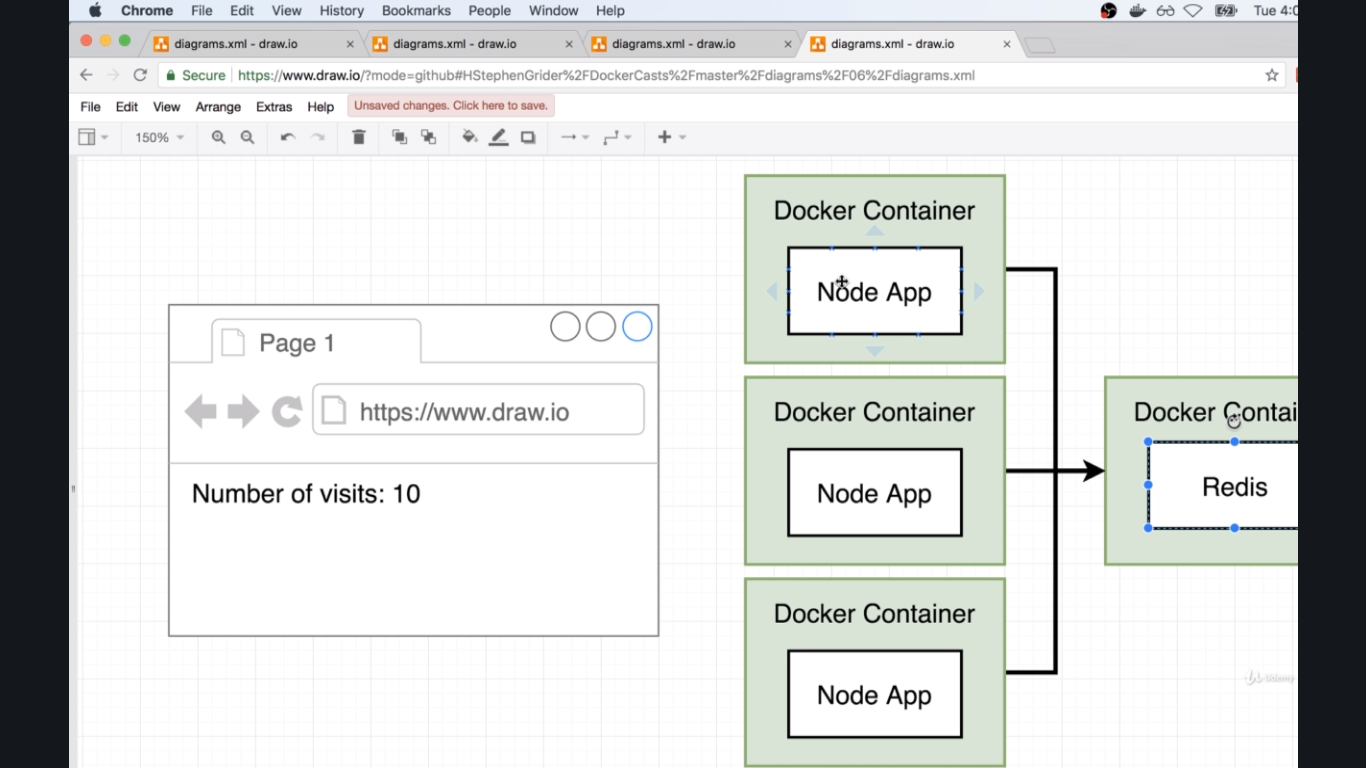 Chrome File Edit View History Bookmarks People Window Help Tue 4:0
diagrams.xml - draw.io diagrams.xml - draw.io diagrams.xml - draw.io diagrams.xml - draw.io
Secure https://www.draw.io/?mode=github#HStephenGrider%2FDockerCasts%2Fmaster%2Fdiagrams%2F06%2Fdiagrams.xml
File Edit View Arrange Extras Help Unsaved changes. Click here to save.
150%
Docker Container
Node App
Page 1
https://www.draw.io
Number of visits: 10
Docker Container
Node App
Docker Contai
Redis
Docker Container
Node App
Udemy